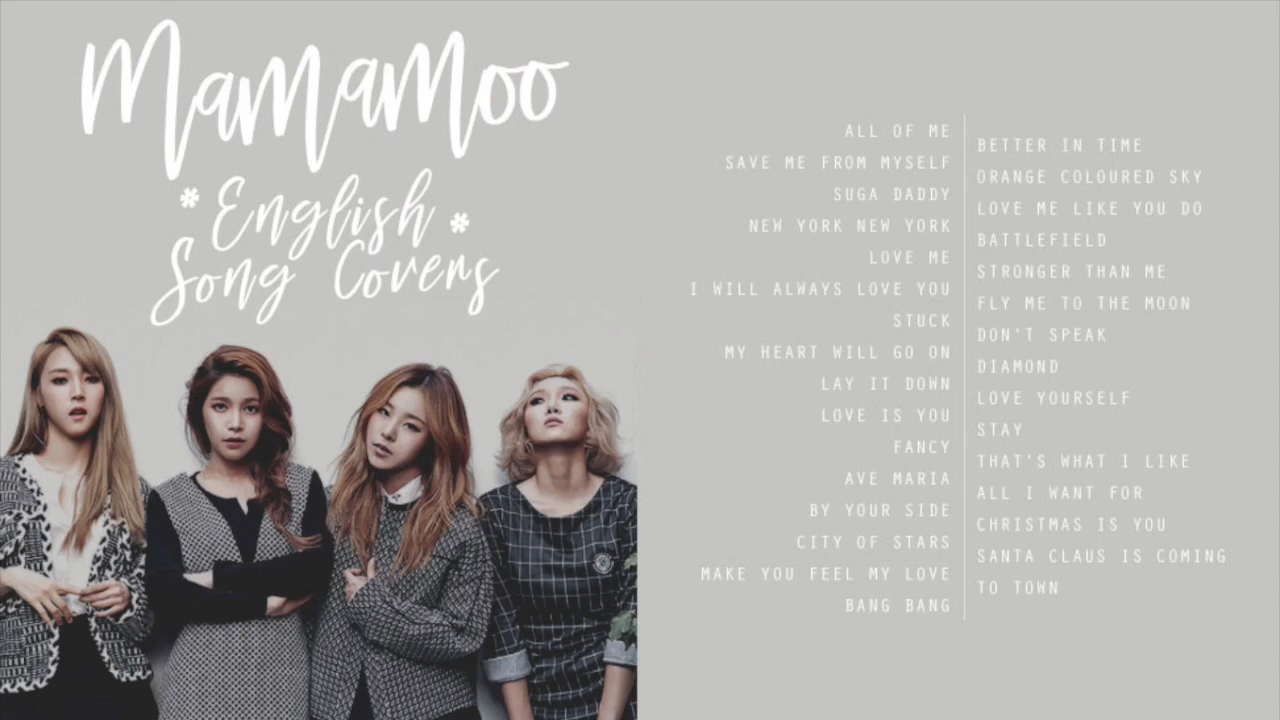 Mamamoo
* English *
Song Covers
ALL OF ME
SAVE ME FROM MYSELF
SUGA DADDY
NEW YORK NEW YORK
LOVE ME
I WILL ALWAYS LOVE YOU
STUCK
MY HEART WILL GO ON
LAY IT DOWN
LOVE IS YOU
FANCY
AVE MARIA
BY YOUR SIDE
CITY OF STARS
MAKE YOU FEEL MY LOVE
BANG BANG
BETTER IN TIME
ORANGE COLOURED SKY
LOVE ME LIKE YOU DO
BATTLEFIELD
STRONGER THAN ME
FLY ME TO THE MOON
DON'T SPEAK
DIAMOND
LOVE YOURSELF
STAY
THAT'S WHAT I LIKE
ALL I WANT FOR
CHRISTMAS IS YOU
SANTA CLAUS IS COMING
TO TOWN